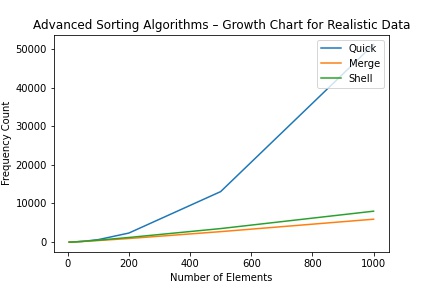 Advanced Sorting Algorithms – Growth Chart for Realistic Data
Quick
Merge
Shell
50000
40000
30000
20000
10000
0
Frequency Count
0 200 400 600 800 1000
Number of Elements